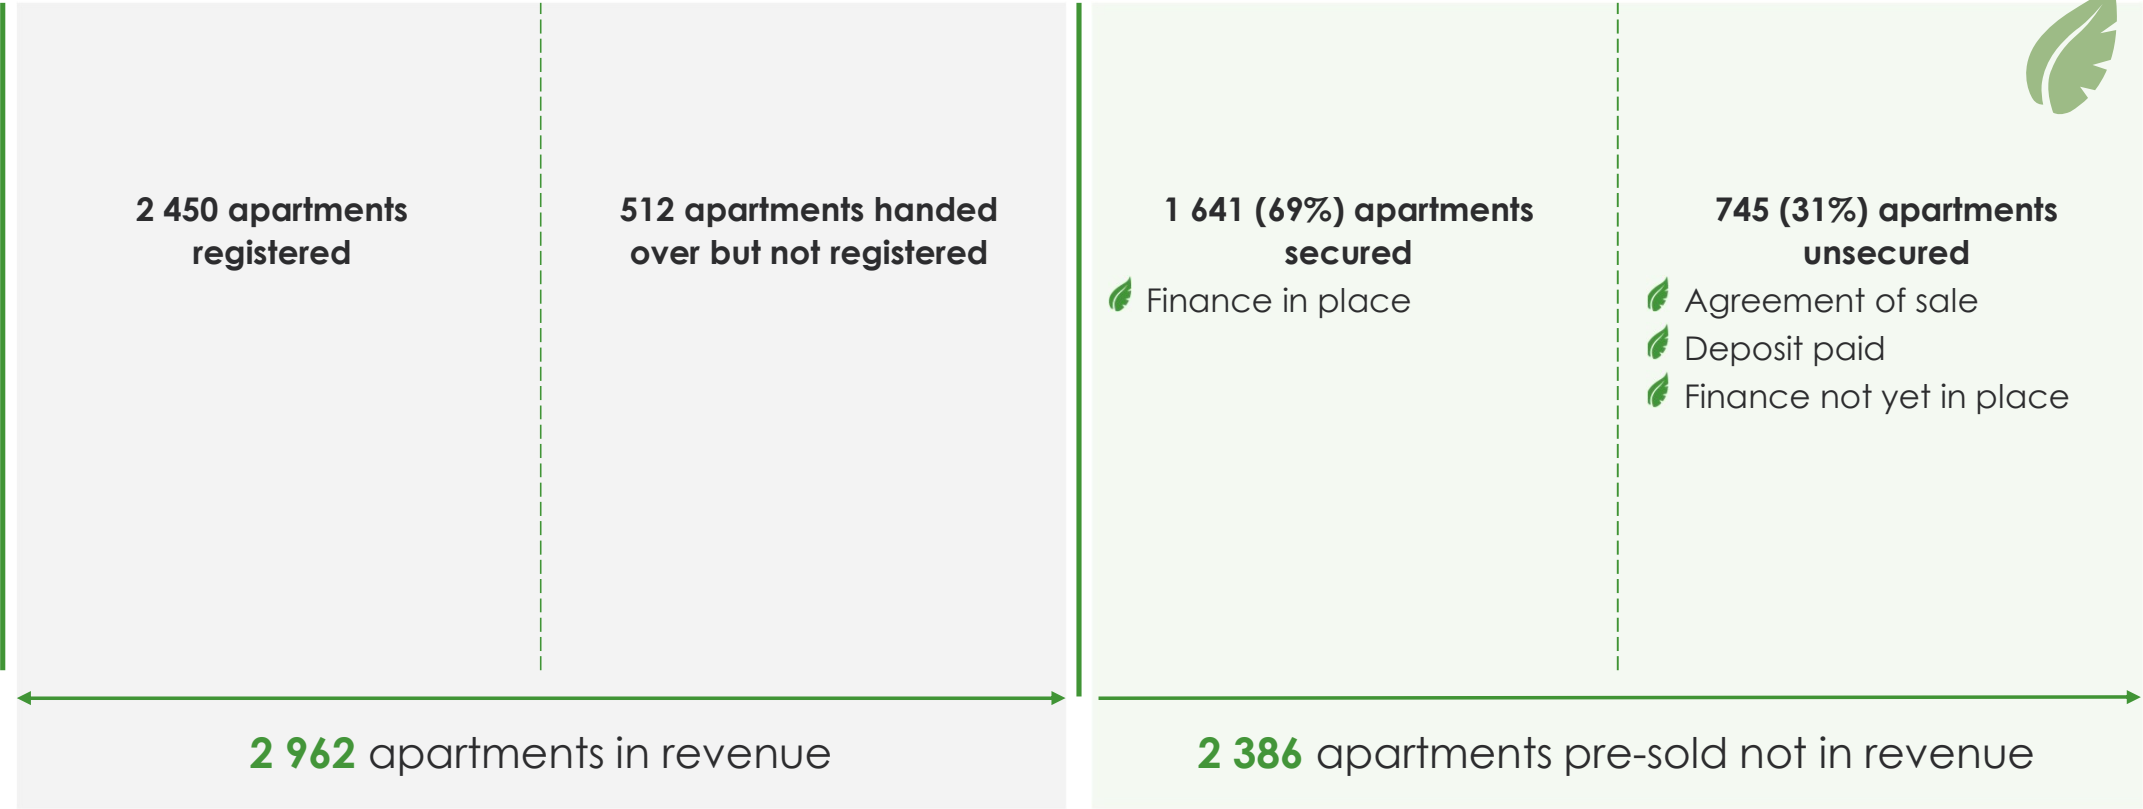 2 450 apartments
registered
512 apartments handed
over but not registered
1 641 (69%) apartments
secured
Finance in place
745 (31%) apartments
unsecured
Agreement of sale
Deposit paid
Finance not yet in place
2 962 apartments in revenue
2 386 apartments pre-sold not in revenue